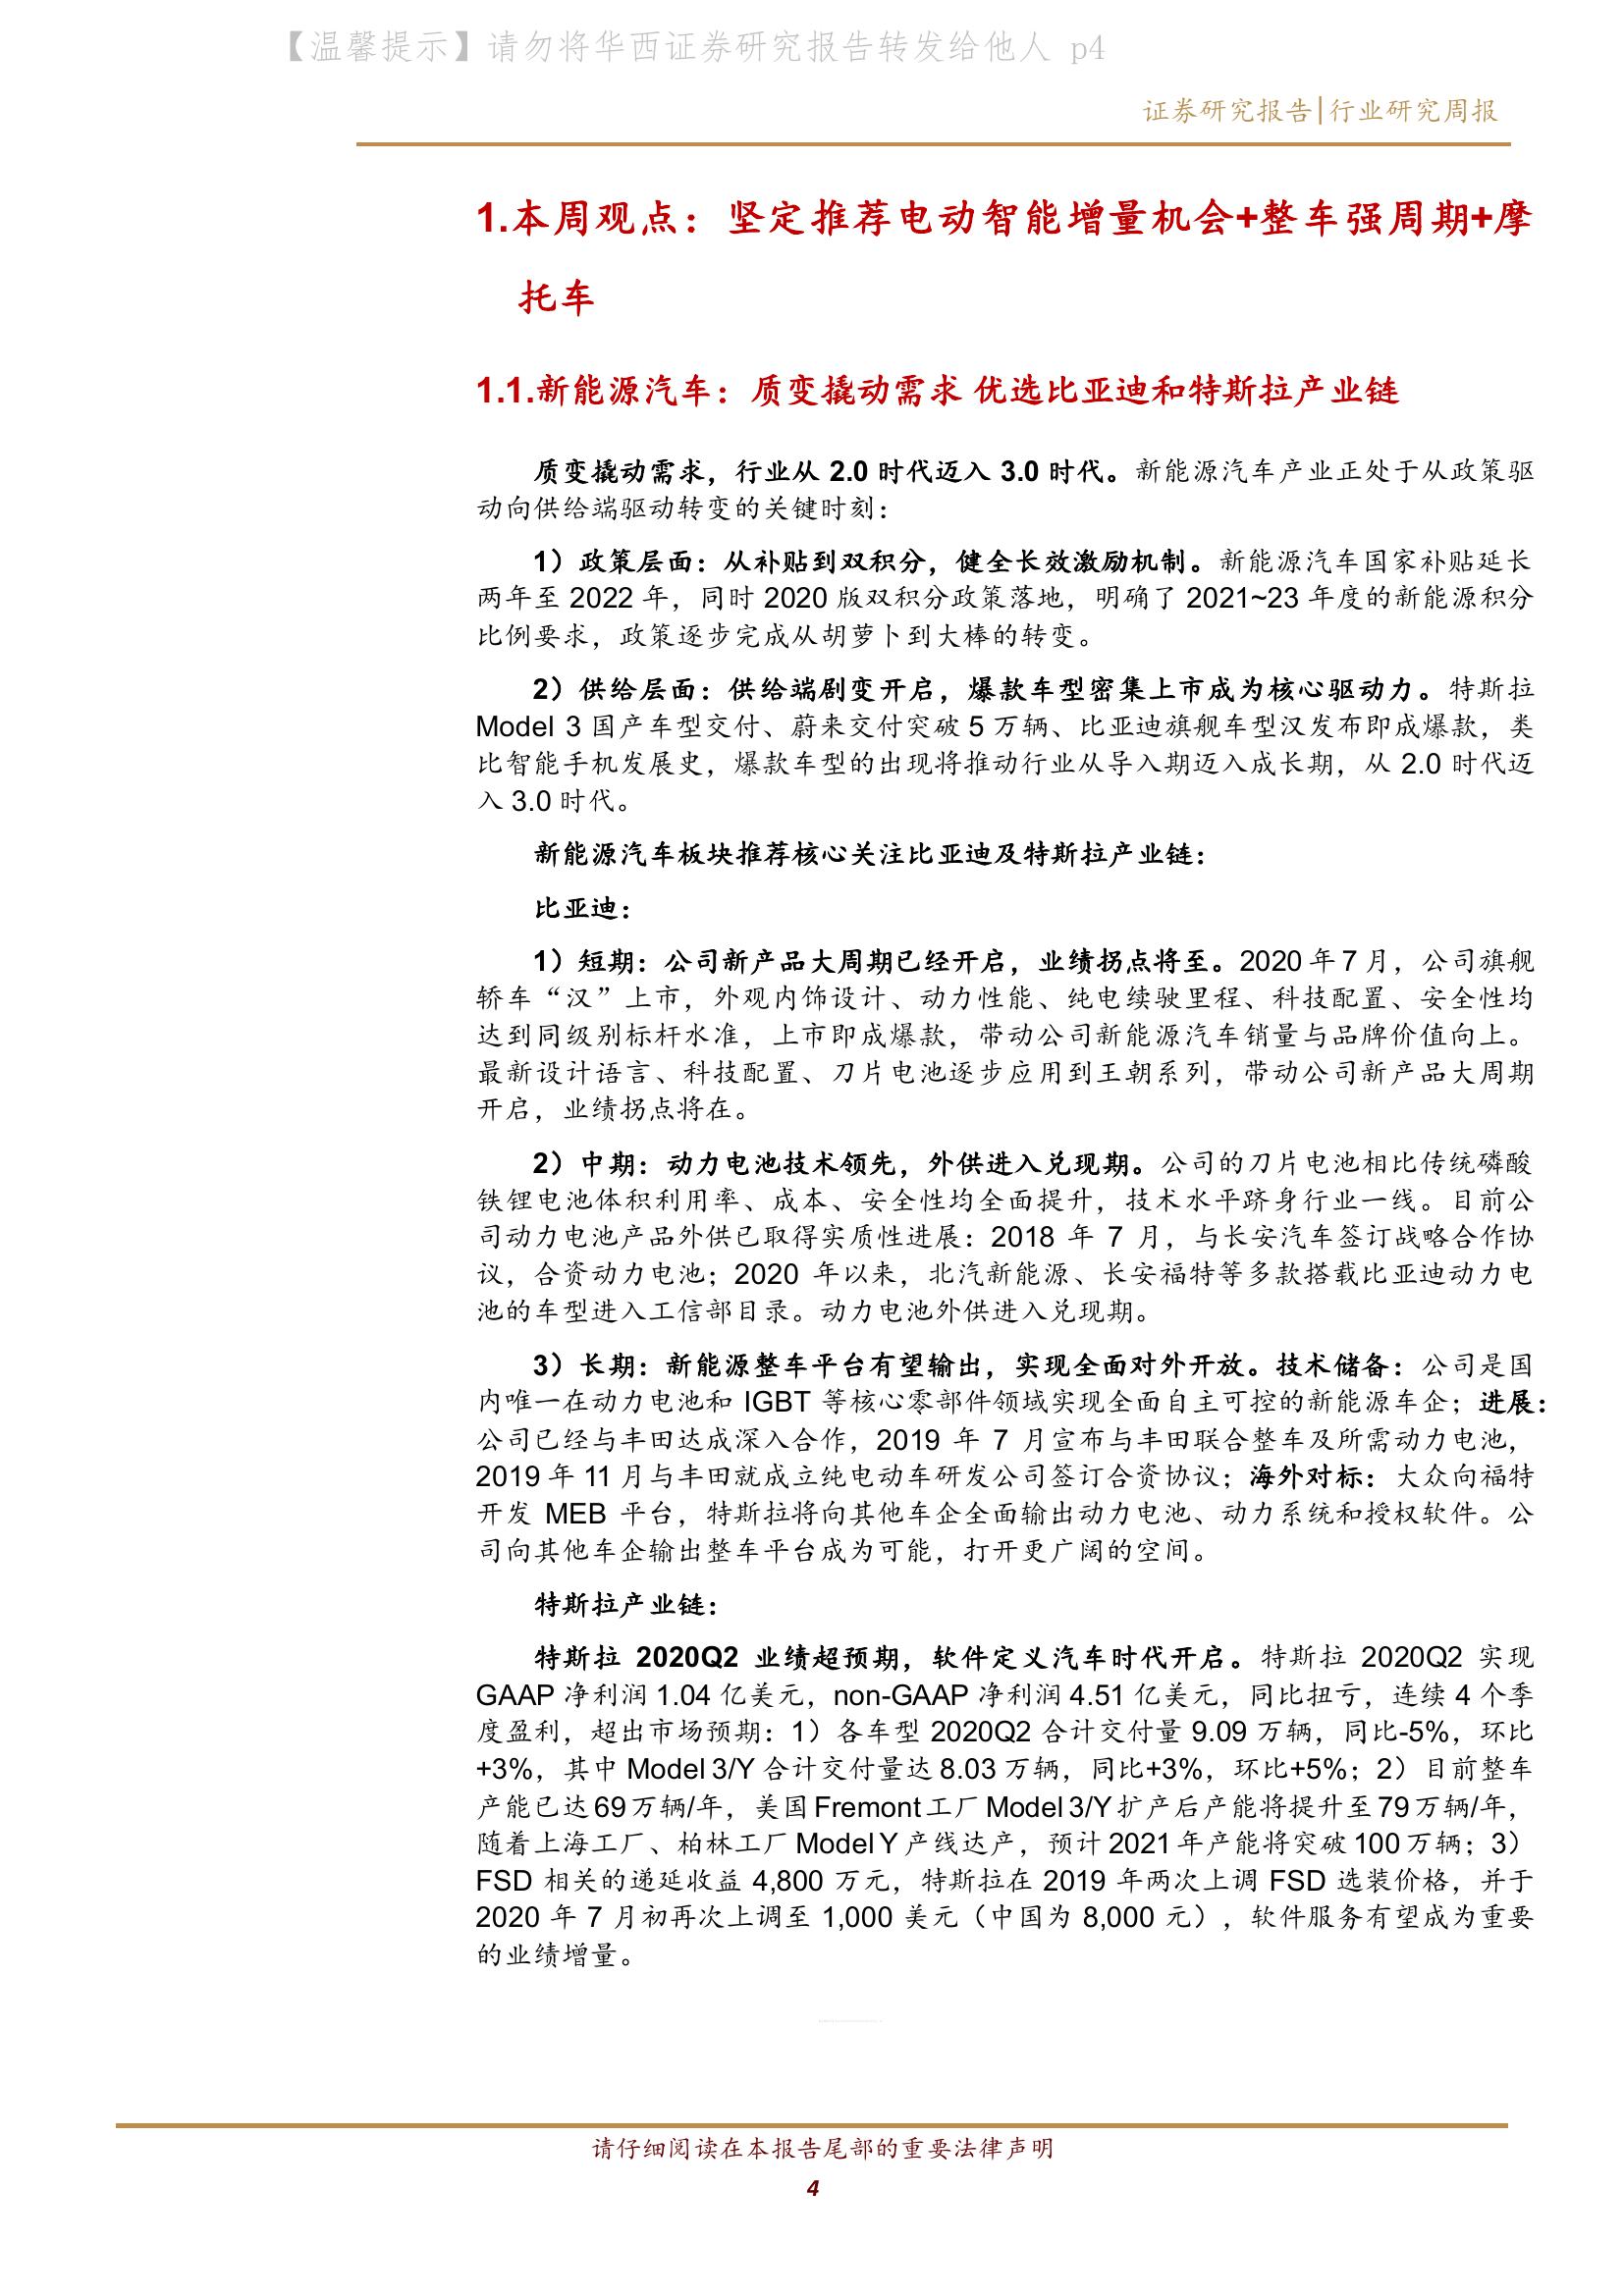 【温馨提示】请勿将华西证券研究报告转发给他人 p4
证券研究报告|行业研究周报
1.本周观点：坚定推荐电动智能增量机会+整车强周期+摩
托车
1.1.新能源汽车：质变撬动需求 优选比亚迪和特斯拉产业链
质变撬动需求，行业从 2.0 时代迈入 3.0 时代。新能源汽车产业正处于从政策驱
动向供给端驱动转变的关键时刻：
1）政策层面：从补贴到双积分，健全长效激励机制。新能源汽车国家补贴延长
两年至 2022 年，同时 2020 版双积分政策落地，明确了 2021~23 年度的新能源积分
比例要求，政策逐步完成从胡萝卜到大棒的转变。
2）供给层面：供给端剧变开启，爆款车型密集上市成为核心驱动力。特斯拉
Model 3 国产车型交付、蔚来交付突破 5 万辆、比亚迪旗舰车型汉发布即成爆款，类
比智能手机发展史，爆款车型的出现将推动行业从导入期迈入成长期，从 2.0 时代迈
入 3.0 时代。
新能源汽车板块推荐核心关注比亚迪及特斯拉产业链：
比亚迪：
1）短期：公司新产品大周期已经开启，业绩拐点将至。2020 年 7 月，公司旗舰
轿车“汉”上市，外观内饰设计、动力性能、纯电续驶里程、科技配置、安全性均
达到同级别标杆水准，上市即成爆款，带动公司新能源汽车销量与品牌价值向上。
最新设计语言、科技配置、刀片电池逐步应用到王朝系列，带动公司新产品大周期
开启，业绩拐点将在。
2）中期：动力电池技术领先，外供进入兑现期。公司的刀片电池相比传统磷酸
铁锂电池体积利用率、成本、安全性均全面提升，技术水平跻身行业一线。目前公
司动力电池产品外供已取得实质性进展：2018 年 7 月，与长安汽车签订战略合作协
议，合资动力电池；2020 年以来，北汽新能源、长安福特等多款搭载比亚迪动力电
池的车型进入工信部目录。动力电池外供进入兑现期。
3）长期：新能源整车平台有望输出，实现全面对外开放。技术储备：公司是国
内唯一在动力电池和 IGBT 等核心零部件领域实现全面自主可控的新能源车企；进展：
公司已经与丰田达成深入合作，2019 年 7 月宣布与丰田联合整车及所需动力电池，
2019 年 11 月与丰田就成立纯电动车研发公司签订合资协议；海外对标：大众向福特
开发 MEB 平台，特斯拉将向其他车企全面输出动力电池、动力系统和授权软件。公
司向其他车企输出整车平台成为可能，打开更广阔的空间。
特斯拉产业链：
特斯拉 2020Q2 业绩超预期，软件定义汽车时代开启。特斯拉 2020Q2 实现
GAAP 净利润 1.04 亿美元，non-GAAP 净利润 4.51 亿美元，同比扭亏，连续 4 个季
度盈利，超出市场预期：1）各车型 2020Q2 合计交付量 9.09 万辆，同比-5%，环比
+3%，其中 Model 3/Y 合计交付量达 8.03 万辆，同比+3%，环比+5%；2）目前整车
产能已达 69 万辆/年，美国 Fremont 工厂 Model 3/Y 扩产后产能将提升至 79 万辆/年，
随着上海工厂、柏林工厂 Model Y 产线达产，预计 2021 年产能将突破 100 万辆；3）
FSD 相关的递延收益 4,800 万元，特斯拉在 2019 年两次上调 FSD 选装价格，并于
2020 年 7 月初再次上调至 1,000 美元（中国为 8,000 元），软件服务有望成为重要
的业绩增量。
请仔细阅读在本报告尾部的重要法律声明
4